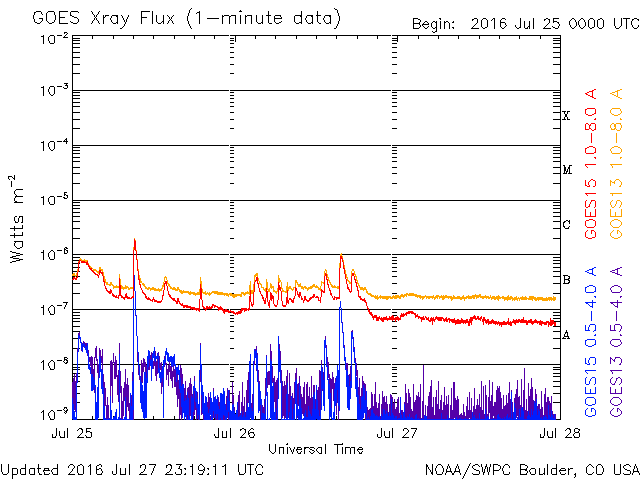 GOES Xray Flux (1-minute data)
Begin: 2016 Jul 25 0000 UTC
10-2
10-3
10-4
10-5
10-6
10-7
10-8
10-9
Watts m-2
X
M
C
B
A
GOES15 1.0-8.0 A
GOES13 1.0-8.0 A
GOES15 0.5-4.0 A
GOES13 0.5-4.0 A
Jul 25
Jul 26
Jul 27
Jul 28
Universal Time
Updated 2016 Jul 27 23:19:11 UTC
NOAA/SWPC Boulder, CO USA